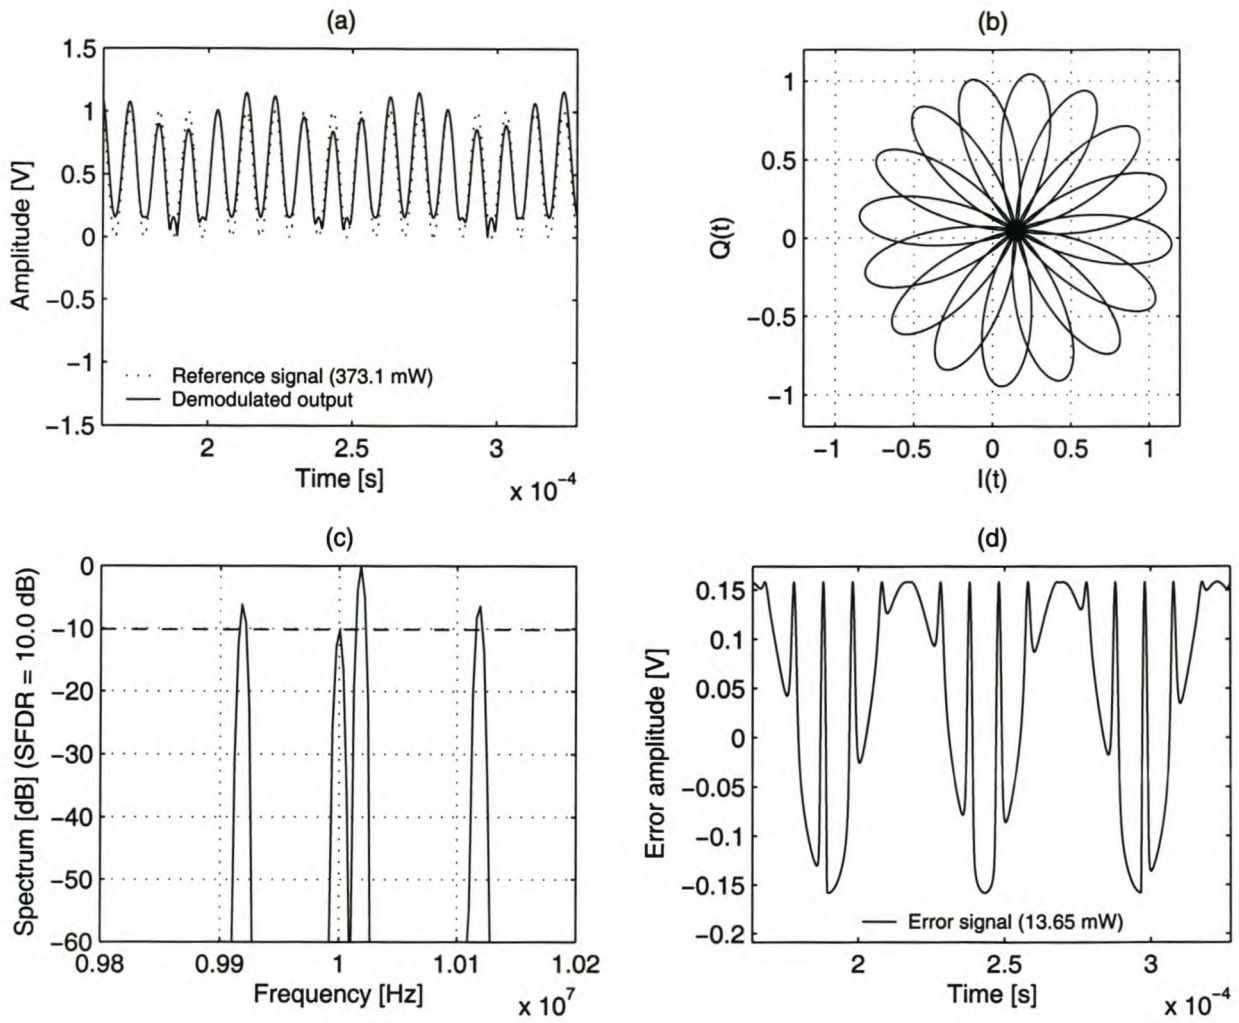 (a)
1.5
1
0.5
0
−0.5
−1
−1.5
Amplitude [V]
Reference signal (373.1 mW)
Demodulated output
2 2.5 3
Time [s]
x 10⁻⁴
(b)
1
0.5
0
−0.5
−1
Q(t)
−1 −0.5 0 0.5 1
I(t)
(c)
0
−10
−20
−30
−40
−50
−60
Spectrum [dB] (SFDR = 10.0 dB)
0.98 0.99 1 1.01 1.02
Frequency [Hz]
x 10⁷
(d)
0.15
0.1
0.05
0
−0.05
−0.1
−0.15
−0.2
Error amplitude [V]
Error signal (13.65 mW)
2 2.5 3
Time [s]
x 10⁻⁴